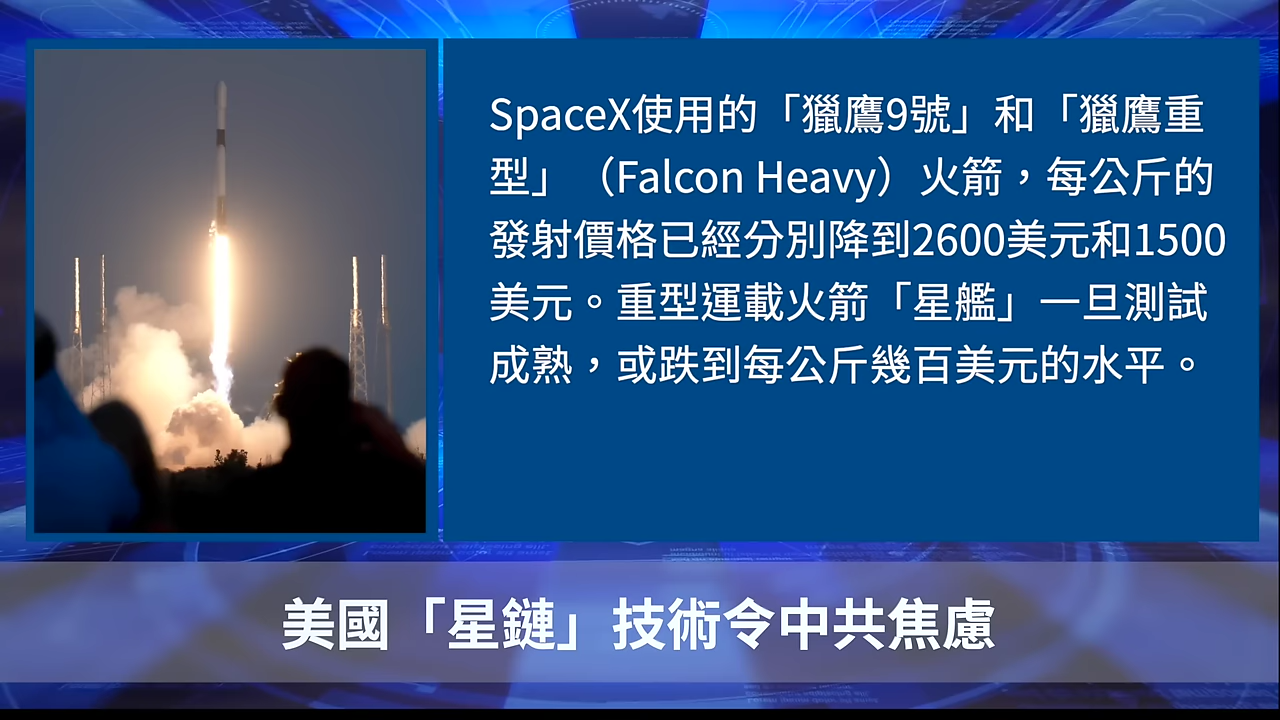 SpaceX使用的「獵鷹9號」和「獵鷹重
型」（Falcon Heavy）火箭，每公斤的
發射價格已經分別降到2600美元和1500
美元。重型運載火箭「星艦」一旦測試
成熟，或跌到每公斤幾百美元的水平。
美國「星鏈」技術令中共焦慮